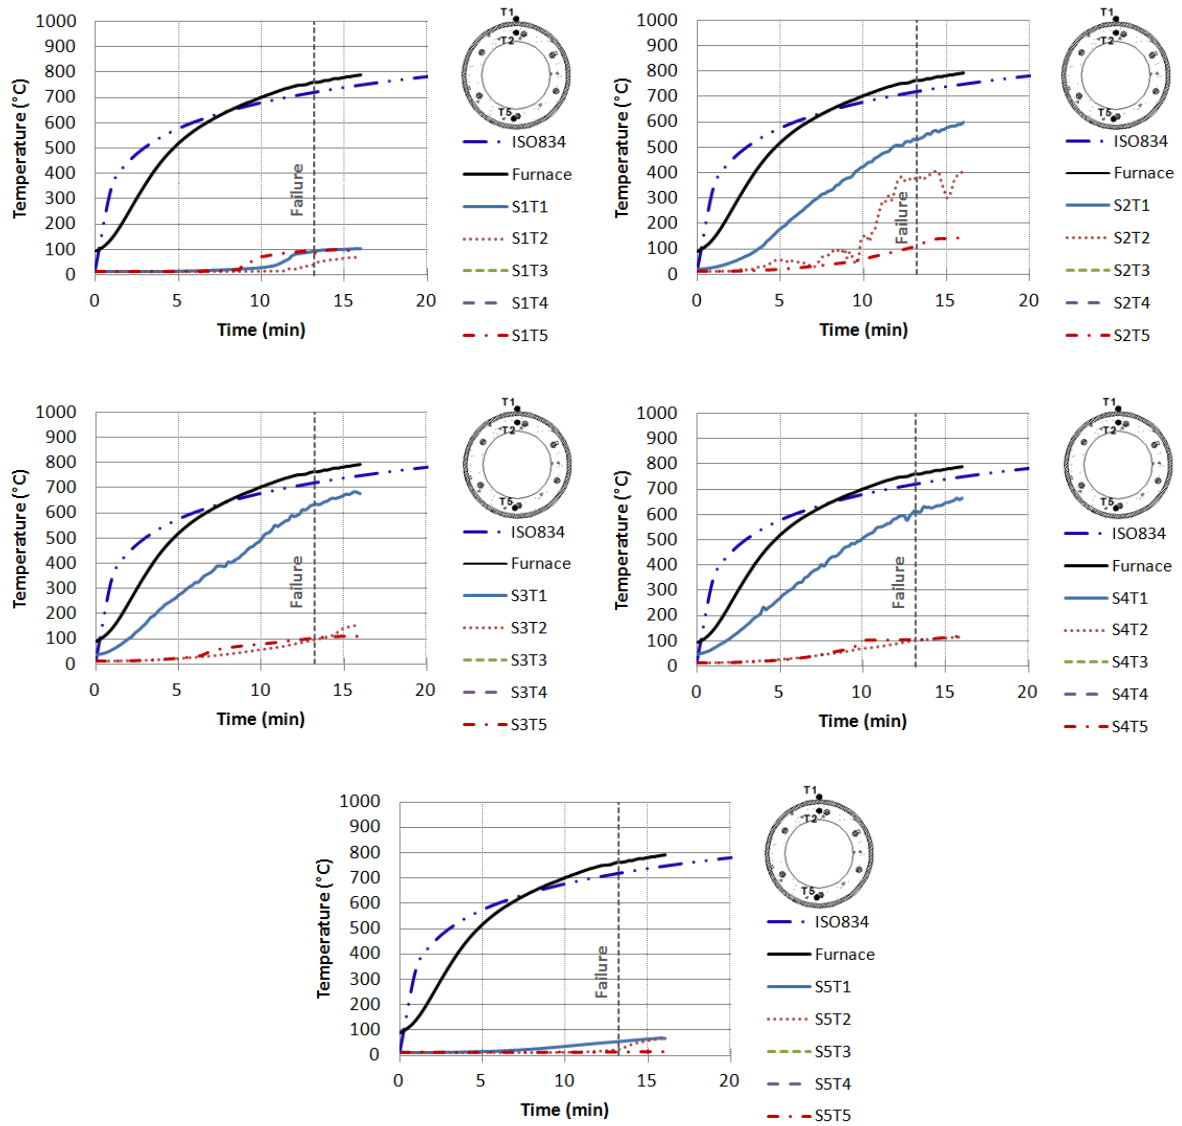 1000
900
800
700
600
500
400
300
200
100
0
Temperature (°C)
0 5 10 15 20
Time (min)
Failure
T1
T2
T5
ISO834
Furnace
S1T1
S1T2
S1T3
S1T4
S1T5
1000
900
800
700
600
500
400
300
200
100
0
Temperature (°C)
0 5 10 15 20
Time (min)
Failure
T1
T2
T5
ISO834
Furnace
S2T1
S2T2
S2T3
S2T4
S2T5
1000
900
800
700
600
500
400
300
200
100
0
Temperature (°C)
0 5 10 15 20
Time (min)
Failure
T1
T2
T5
ISO834
Furnace
S3T1
S3T2
S3T3
S3T4
S3T5
1000
900
800
700
600
500
400
300
200
100
0
Temperature (°C)
0 5 10 15 20
Time (min)
Failure
T1
T2
T5
ISO834
Furnace
S4T1
S4T2
S4T3
S4T4
S4T5
1000
900
800
700
600
500
400
300
200
100
0
Temperature (°C)
0 5 10 15 20
Time (min)
Failure
T1
T2
T5
ISO834
Furnace
S5T1
S5T2
S5T3
S5T4
S5T5